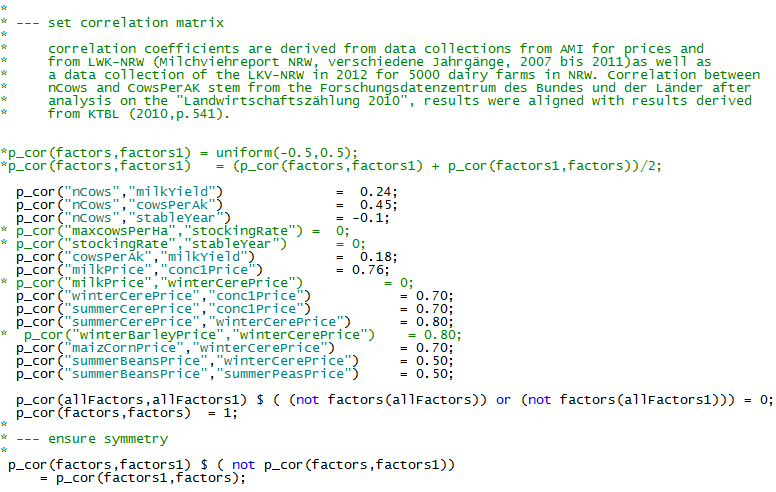 *
* --- set correlation matrix
*
*     correlation coefficients are derived from data collections from AMI for prices and
*     from LWK-NRW (Milchviehreport NRW, verschiedene Jahrgänge, 2007 bis 2011)as well as
*     a data collection of the LKV-NRW in 2012 for 5000 dairy farms in NRW. Correlation between
*     nCows and CowsPerAK stem from the Forschungsdatenzentrum des Bundes und der Länder after
*     analysis on the "Landwirtschaftszählung 2010", results were aligned with results derived
*     from KTBL (2010,p.541).
*p_cor(factors,factors1) = uniform(-0.5,0.5);
*p_cor(factors,factors1)   = (p_cor(factors,factors1) + p_cor(factors1,factors))/2;
  p_cor("nCows","milkYield")              =  0.24;
  p_cor("nCows","cowsPerAk")              =  0.45;
  p_cor("nCows","stableYear")             = -0.1;
* p_cor("maxcowsPerHa","stockingRate") =  0;
* p_cor("stockingRate","stableYear")      = 0;
  p_cor("cowsPerAk","milkYield")          =  0.18;
  p_cor("milkPrice","conc1Price")         = 0.76;
* p_cor("milkPrice","winterCerePrice")          = 0;
  p_cor("winterCerePrice","conc1Price")           = 0.70;
  p_cor("summerCerePrice","conc1Price")           = 0.70;
  p_cor("summerCerePrice","winterCerePrice")      = 0.80;
*  p_cor("winterBarleyPrice","winterCerePrice")    = 0.80;
  p_cor("maizCornPrice","winterCerePrice")        = 0.70;
  p_cor("summerBeansPrice","winterCerePrice")     = 0.50;
  p_cor("summerBeansPrice","summerPeasPrice")     = 0.50;
  p_cor(allFactors,allFactors1) $ ( (not factors(allFactors)) or (not factors(allFactors1))) = 0;
  p_cor(factors,factors)  = 1;
*
* --- ensure symmetry
*
 p_cor(factors,factors1) $ ( not p_cor(factors,factors1))
     = p_cor(factors1,factors);